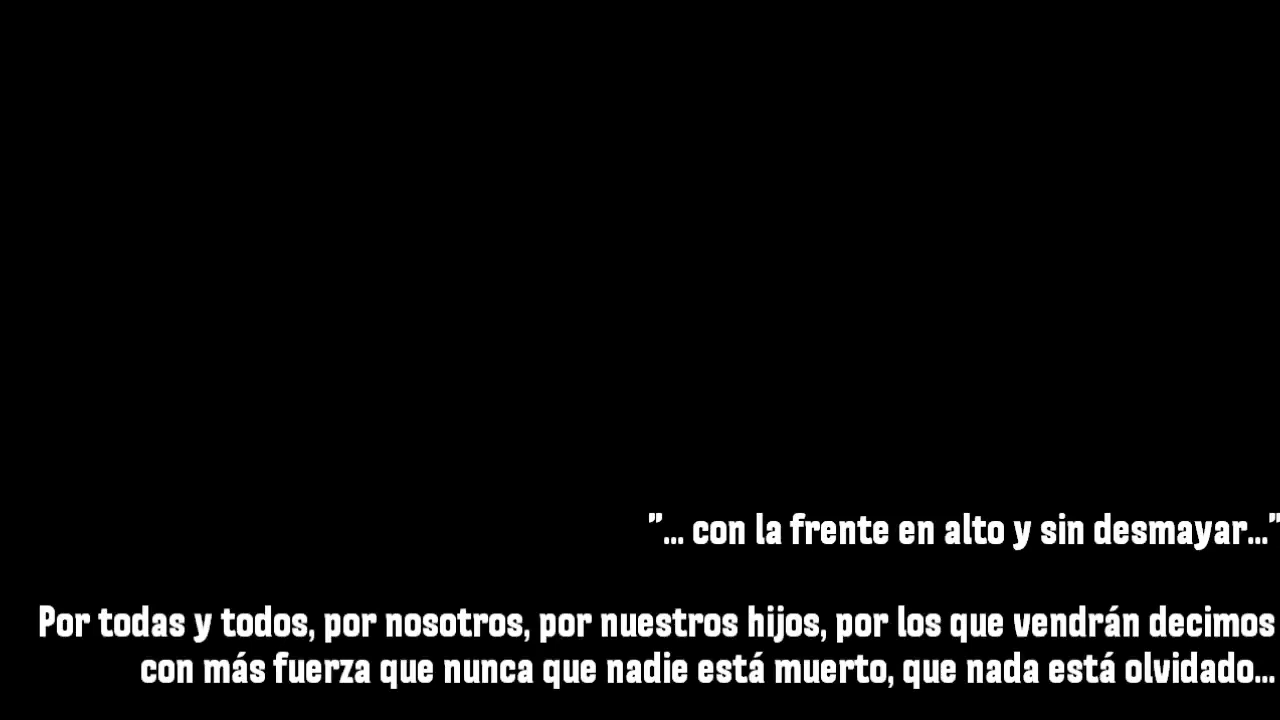 "... con la frente en alto y sin desmayar..."
Por todas y todos, por nosotros, por nuestros hijos, por los que vendrán decimos
con más fuerza que nunca que nadie está muerto, que nada está olvidado...